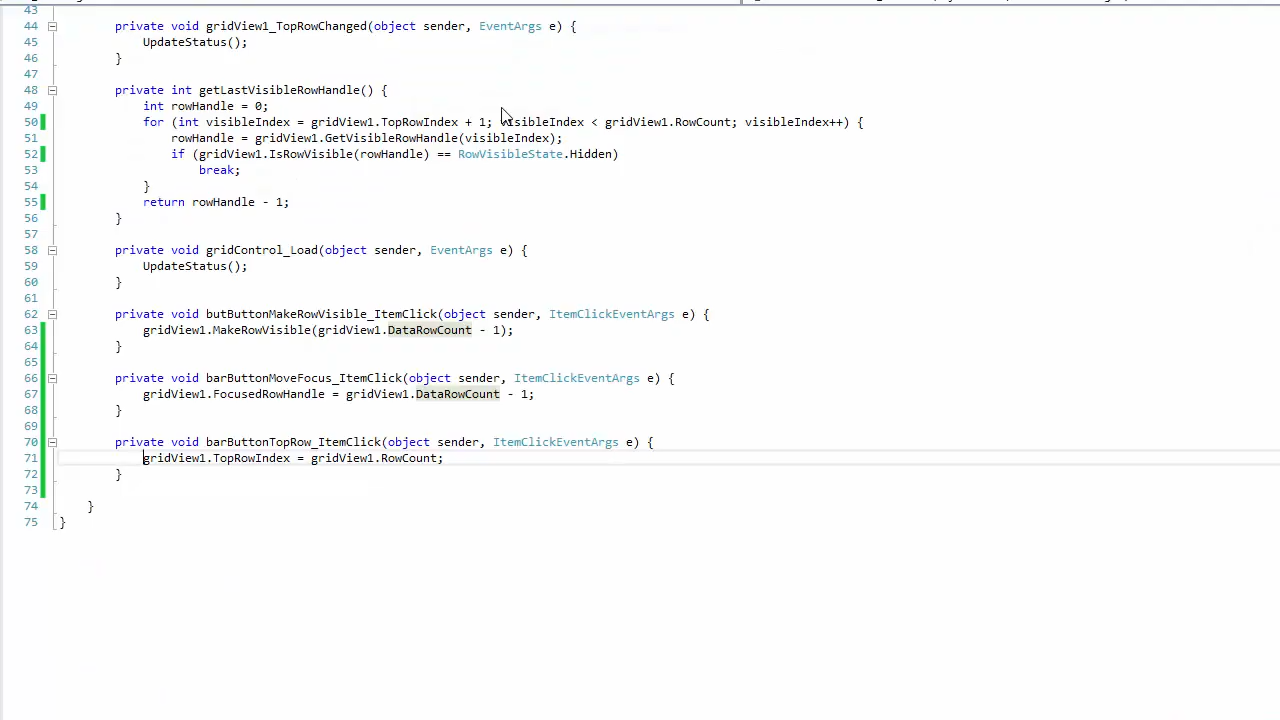 43
44 private void gridView1_TopRowChanged(object sender, EventArgs e) {
45 UpdateStatus();
46 }
47
48 private int getLastVisibleRowHandle() {
49 int rowHandle = 0;
50 for (int visibleIndex = gridView1.TopRowIndex + 1; visibleIndex < gridView1.RowCount; visibleIndex++) {
51 rowHandle = gridView1.GetVisibleRowHandle(visibleIndex);
52 if (gridView1.IsRowVisible(rowHandle) == RowVisibleState.Hidden)
53 break;
54 }
55 return rowHandle - 1;
56 }
57
58 private void gridControl_Load(object sender, EventArgs e) {
59 UpdateStatus();
60 }
61
62 private void butButtonMakeRowVisible_ItemClick(object sender, ItemClickEventArgs e) {
63 gridView1.MakeRowVisible(gridView1.DataRowCount - 1);
64 }
65
66 private void barButtonMoveFocus_ItemClick(object sender, ItemClickEventArgs e) {
67 gridView1.FocusedRowHandle = gridView1.DataRowCount - 1;
68 }
69
70 private void barButtonTopRow_ItemClick(object sender, ItemClickEventArgs e) {
71 gridView1.TopRowIndex = gridView1.RowCount;
72 }
73
74 }
75 }